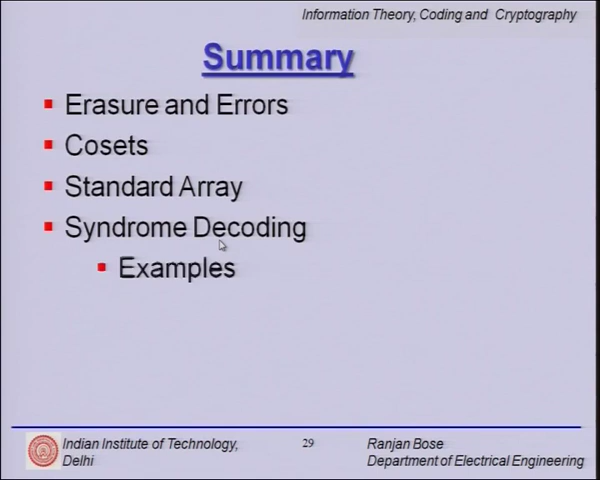 Information Theory, Coding and Cryptography
Summary
Erasure and Errors
Cosets
Standard Array
Syndrome Decoding
Examples
Indian Institute of Technology,
Delhi
29
Ranjan Bose
Department of Electrical Engineering